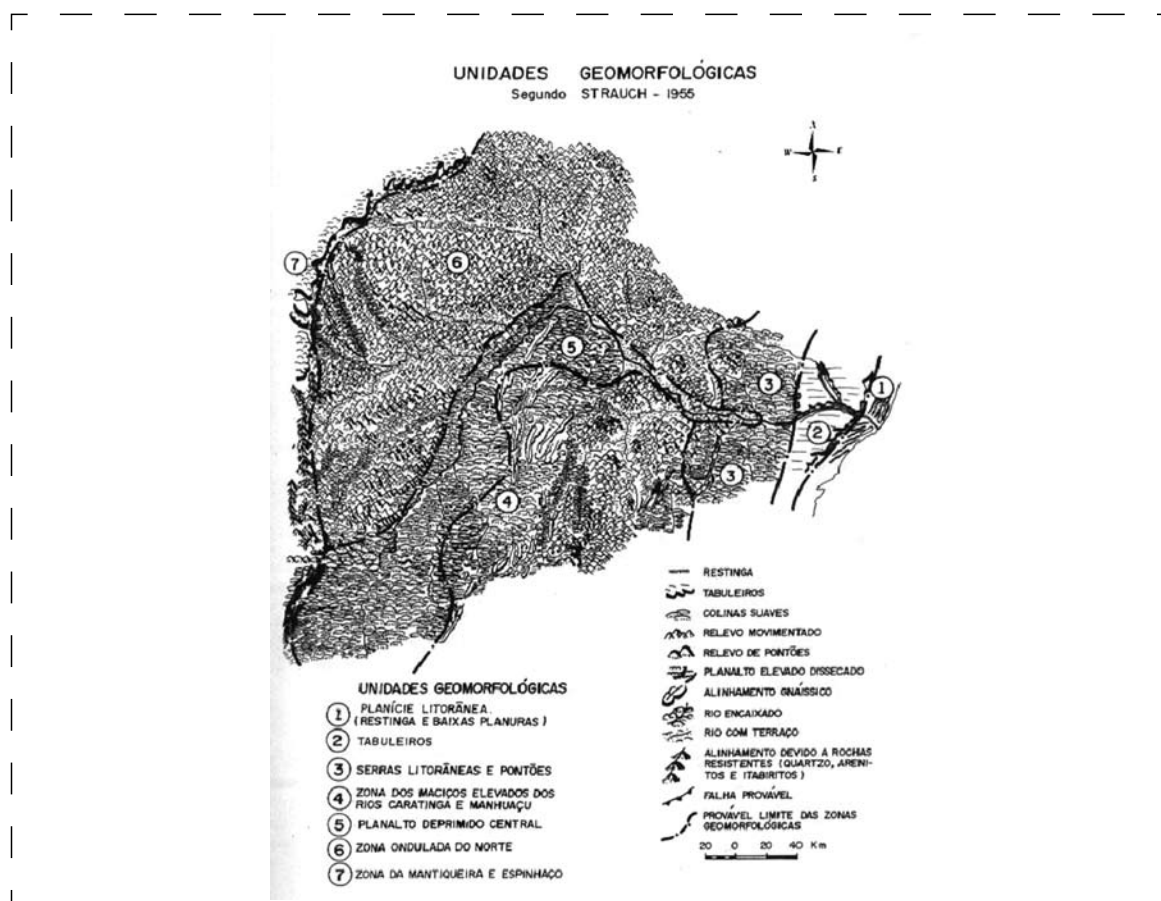 UNIDADES GEOMORFOLÓGICAS
Segundo STRAUCH - 1955
N
W E
S
7
6
5
3
1
2
3
4
RESTINGA
TABULEIROS
COLINAS SUAVES
RELEVO MOVIMENTADO
RELEVO DE PONTÕES
PLANALTO ELEVADO DISSECADO
ALINHAMENTO GNÁISSICO
RIO ENCAIXADO
RIO COM TERRAÇO
ALINHAMENTO DEVIDO A ROCHAS
RESISTENTES (QUARTZO, ARENI-
TOS E ITABIRITOS)
FALHA PROVÁVEL
PROVÁVEL LIMITE DAS ZONAS
GEOMORFOLÓGICAS
20 0 20 40 Km
UNIDADES GEOMORFOLÓGICAS
1 PLANÍCIE LITORÂNEA.
(RESTINGA E BAIXAS PLANURAS)
2 TABULEIROS
3 SERRAS LITORÂNEAS E PONTÕES
4 ZONA DOS MACIÇOS ELEVADOS DOS
RIOS CARATINGA E MANHUAÇU
5 PLANALTO DEPRIMIDO CENTRAL
6 ZONA ONDULADA DO NORTE
7 ZONA DA MANTIQUEIRA E ESPINHAÇO